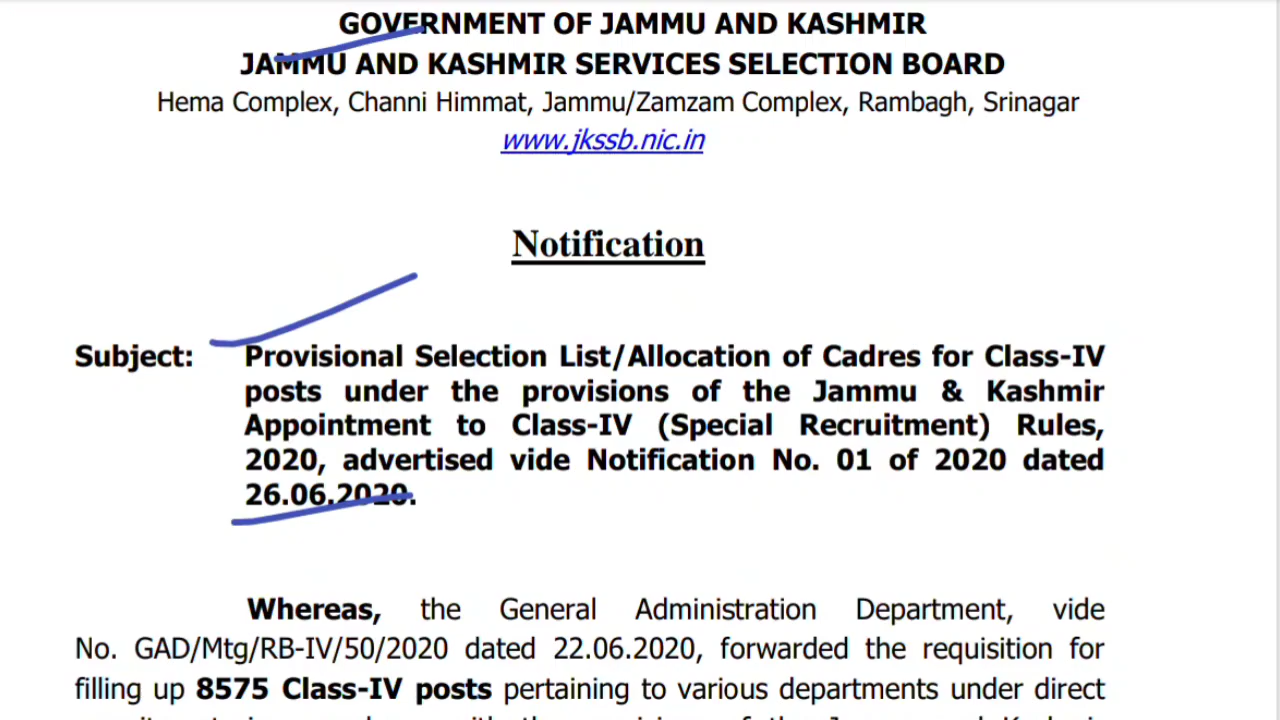 GOVERNMENT OF JAMMU AND KASHMIR
JAMMU AND KASHMIR SERVICES SELECTION BOARD
Hema Complex, Channi Himmat, Jammu/Zamzam Complex, Rambagh, Srinagar
www.jkssb.nic.in
Notification
Subject: Provisional Selection List/Allocation of Cadres for Class-IV
posts under the provisions of the Jammu & Kashmir
Appointment to Class-IV (Special Recruitment) Rules,
2020, advertised vide Notification No. 01 of 2020 dated
26.06.2020.
Whereas, the General Administration Department, vide
No. GAD/Mtg/RB-IV/50/2020 dated 22.06.2020, forwarded the requisition for
filling up 8575 Class-IV posts pertaining to various departments under direct